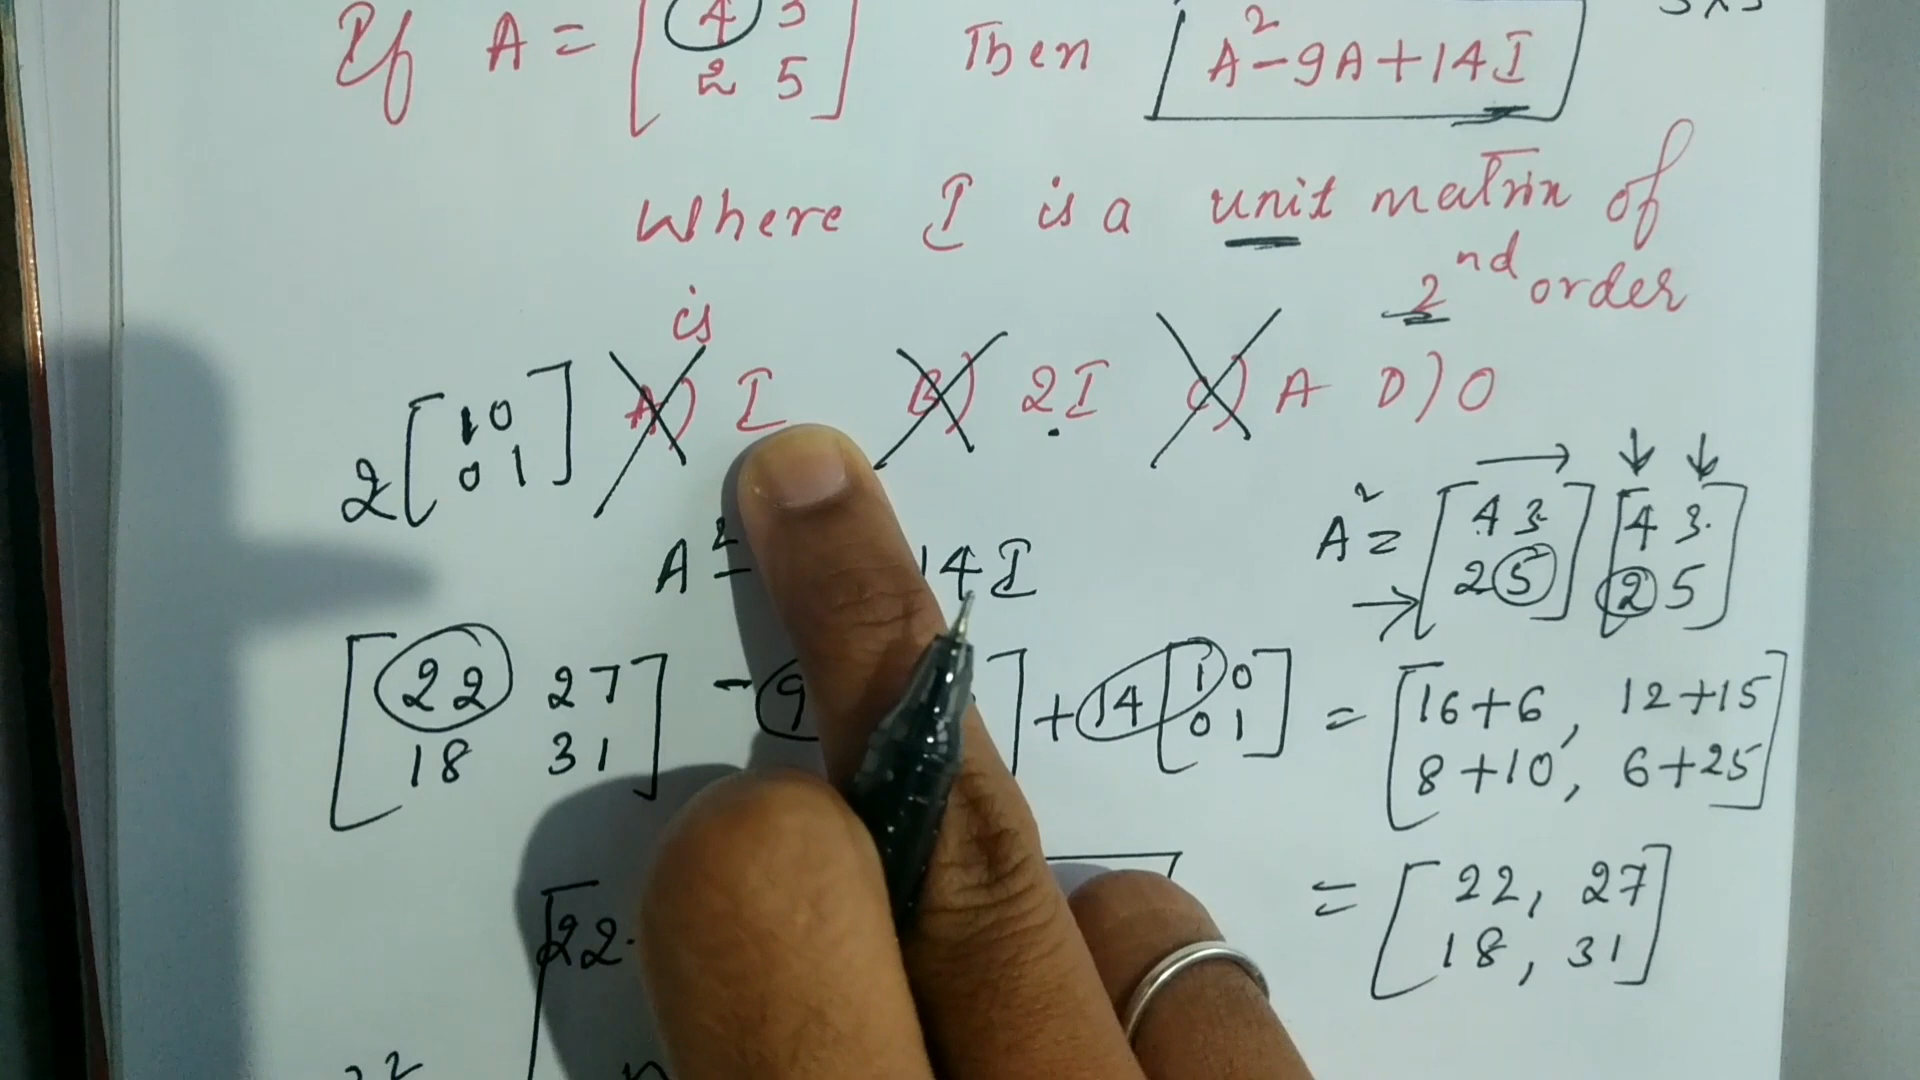 If A = [ 4 3 ] Then A² - 9A + 14I
2 5
where I is a unit matrix of
2nd order
is
A) I B) 2I C) A D) O
2 [ 1 0 ]
0 1
A² - 14I
A² = [ 4 3 ] [ 4 3 ]
2 5 2 5
[ 22 27 ] - 9 ] + 14 [ 1 0 ]
18 31 0 1
= [ 16+6, 12+15 ]
8+10, 6+25
= [ 22, 27 ]
18, 31
22